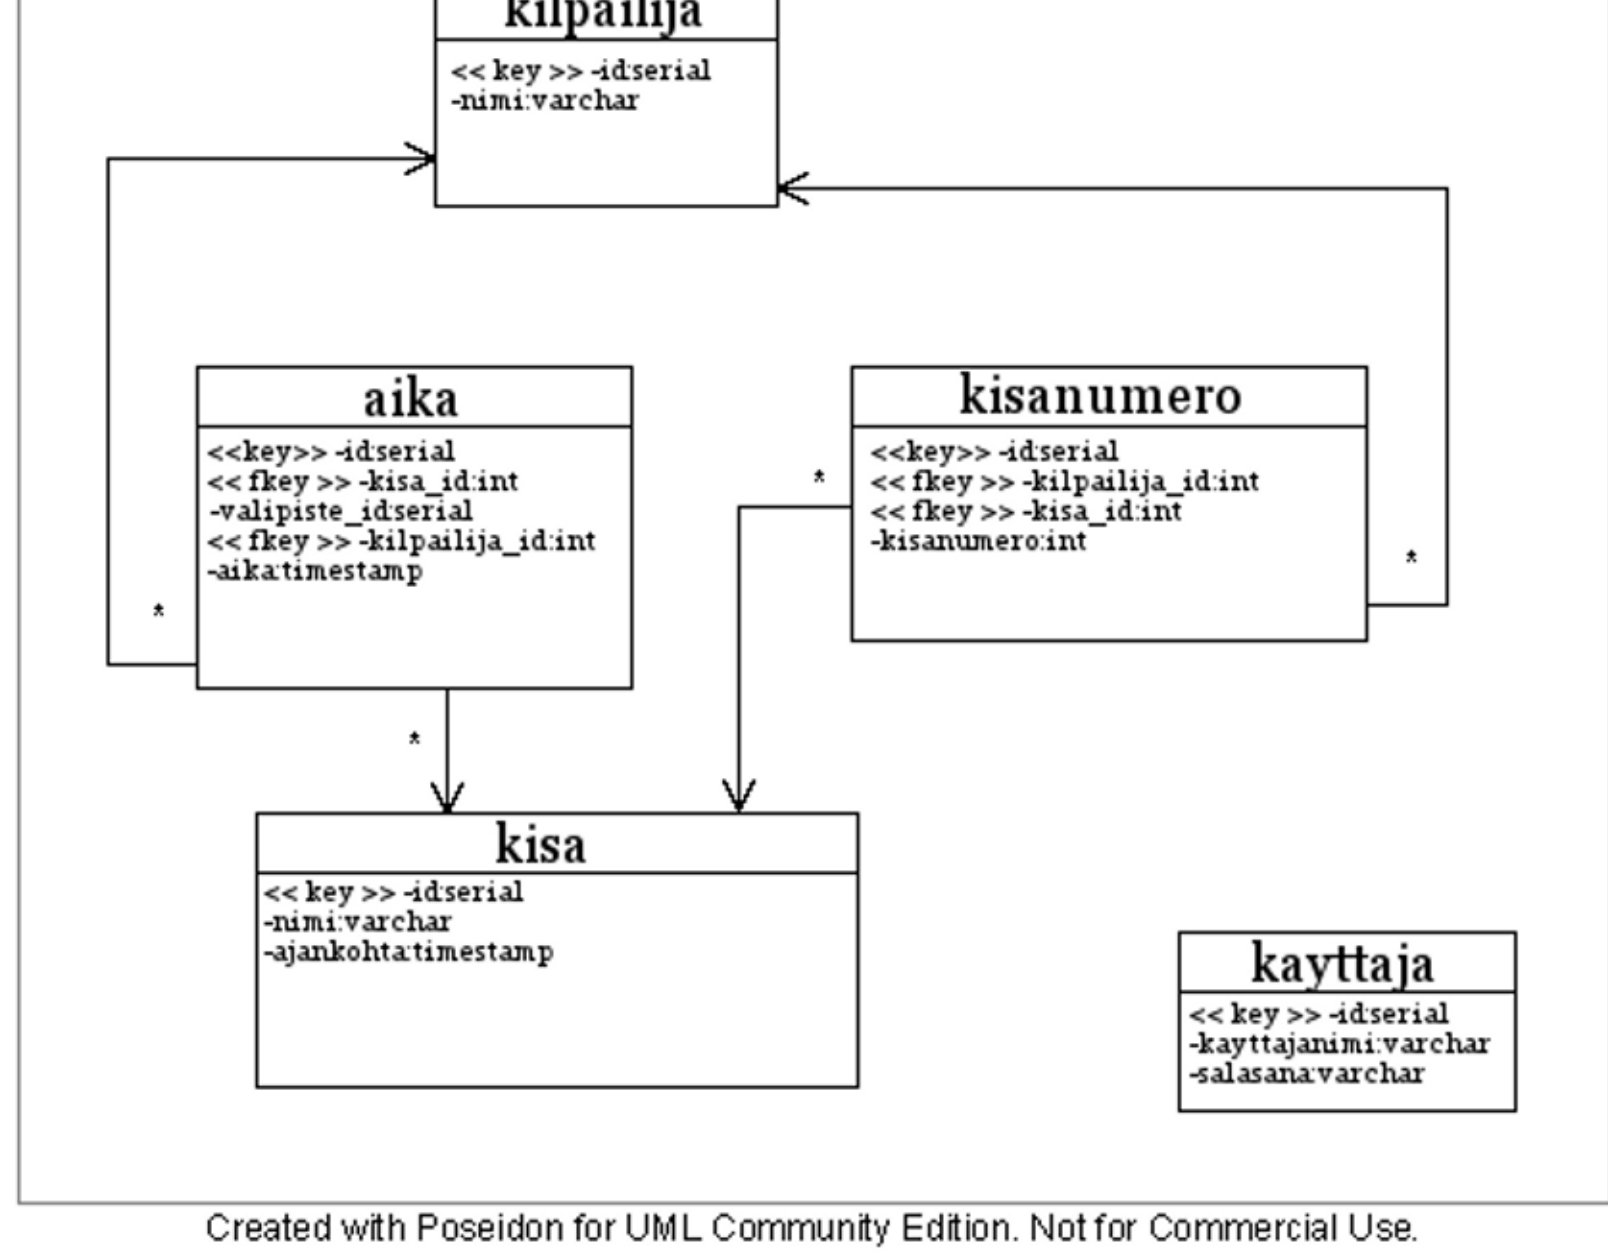 kilpailija
<< key >> -id:serial
-nimi:varchar
aika
<<key>> -id:serial
<< fkey >> -kisa_id:int
-valipiste_id:serial
<< fkey >> -kilpailija_id:int
-aika:timestamp
*
*
kisanumero
<<key>> -id:serial
<< fkey >> -kilpailija_id:int
<< fkey >> -kisa_id:int
-kisanumero:int
*
*
kisa
<< key >> -id:serial
-nimi:varchar
-ajankohta:timestamp
kayttaja
<< key >> -id:serial
-kayttajanimi:varchar
-salasana:varchar
Created with Poseidon for UML Community Edition. Not for Commercial Use.